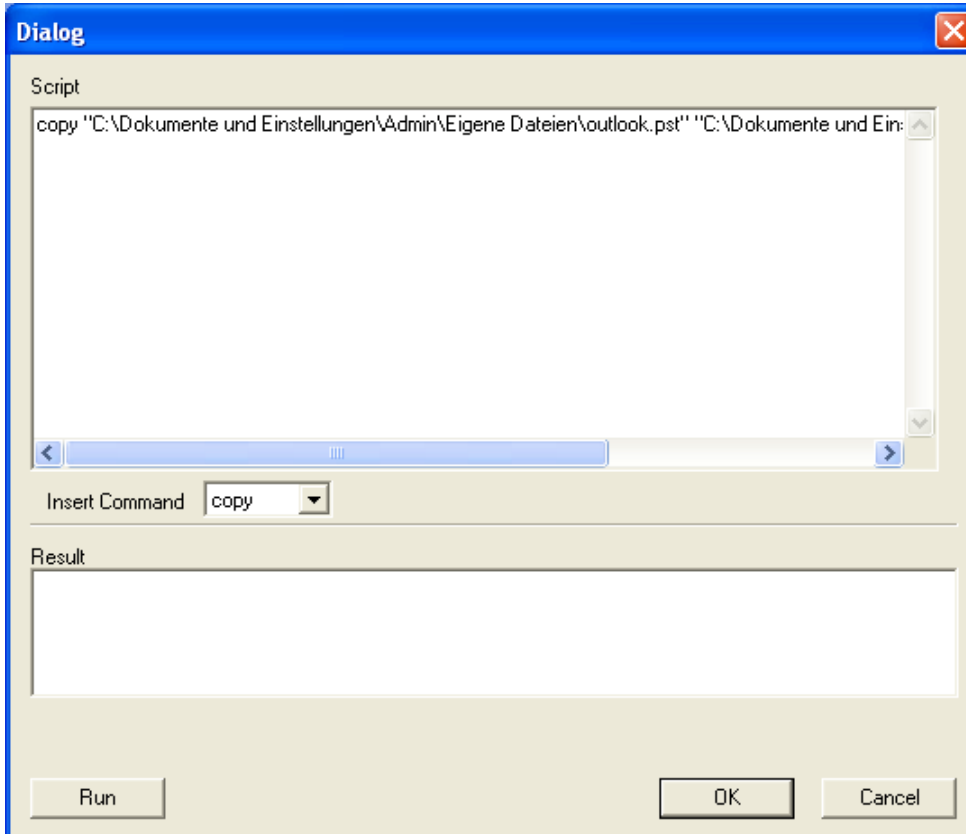 Dialog
Script
copy "C:\Dokumente und Einstellungen\Admin\Eigene Dateien\outlook.pst" "C:\Dokumente und Ein
Insert Command copy
Result
Run OK Cancel